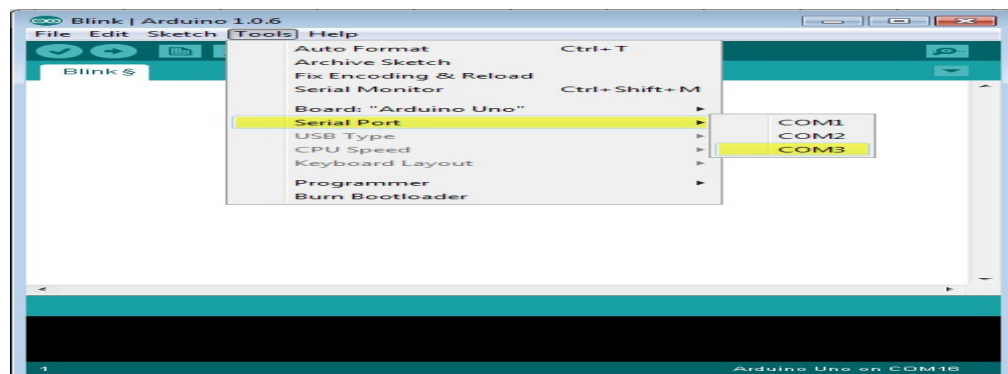 Blink | Arduino 1.0.6
File Edit Sketch Tools Help
Auto Format Ctrl+T
Archive Sketch
Fix Encoding & Reload
Serial Monitor Ctrl+Shift+M
Board: "Arduino Uno"
Serial Port
USB Type
CPU Speed
Keyboard Layout
Programmer
Burn Bootloader
COM1
COM2
COM3
Blink §
1 Arduino Uno on COM16